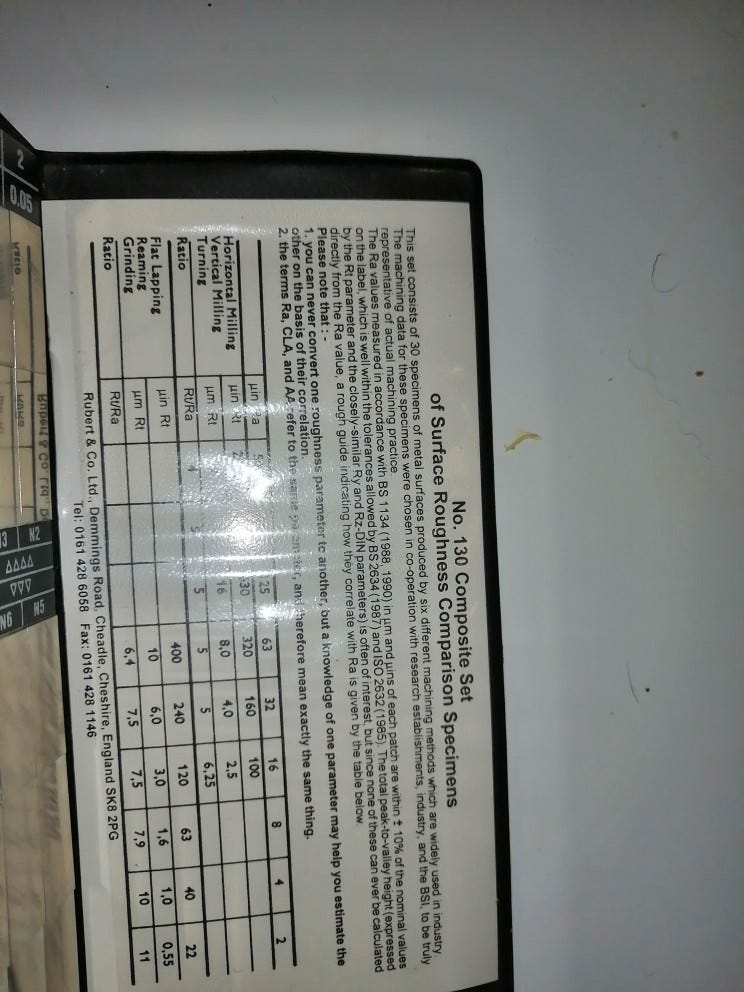 No. 130 Composite Set
of Surface Roughness Comparison Specimens
This set consists of 30 specimens of metal surfaces produced by six different machining methods which are widely used in industry.
The machining data for these specimens were chosen in co-operation with research establishments, industry, and the BSI, to be truly
representative of actual machining practice.
The Ra values measured in accordance with BS 1134 (1988, 1990) in µm and µins of each patch are within ± 10% of the nominal values
on the label, which is well within the tolerances allowed by BS 2634 (1987) and ISO 2632 (1985). The total peak-to-valley height (expressed
by the Rt parameter and the closely-similar Ry and Rz-DIN parameters) is often of interest, but since none of these can ever be calculated
directly from the Ra value, a rough guide indicating how they correlate with Ra is given by the table below.
Please note that : -
1. you can never convert one roughness parameter to another, but a knowledge of one parameter may help you estimate the
other on the basis of their correlation.
2. the terms Ra, CLA, and AA refer to the same parameter, and therefore mean exactly the same thing.
µin Ra 63 32 16 8 4 2
Horizontal Milling µin Rt 320 160 100
Vertical Milling
Turning µm Rt 16 8,0 4,0 2,5
Ratio Rt/Ra 4 5 5 5 5 6,25
Flat Lapping µin Rt 400 240 120 63 40 22
Reaming
Grinding µm Rt 10 6,0 3,0 1,6 1,0 0,55
Ratio Rt/Ra 6,4 7,5 7,5 7,9 10 11
Rubert & Co. Ltd., Demmings Road, Cheadle, Cheshire, England SK8 2PG
Tel: 0161 428 6058 Fax: 0161 428 1146
2 0.05
N2
N5
N6